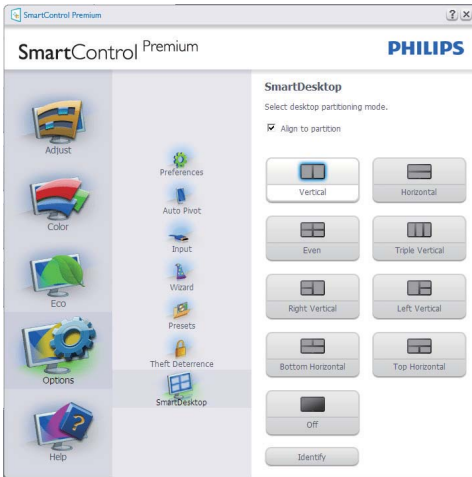 SmartControl Premium
SmartControl Premium
PHILIPS
Adjust
Color
Eco
Options
Help
Preferences
Auto Pivot
Input
Wizard
Presets
Theft Deterrence
SmartDesktop
SmartDesktop
Select desktop partitioning mode.
Align to partition
Vertical
Horizontal
Even
Triple Vertical
Right Vertical
Left Vertical
Bottom Horizontal
Top Horizontal
Off
Identify